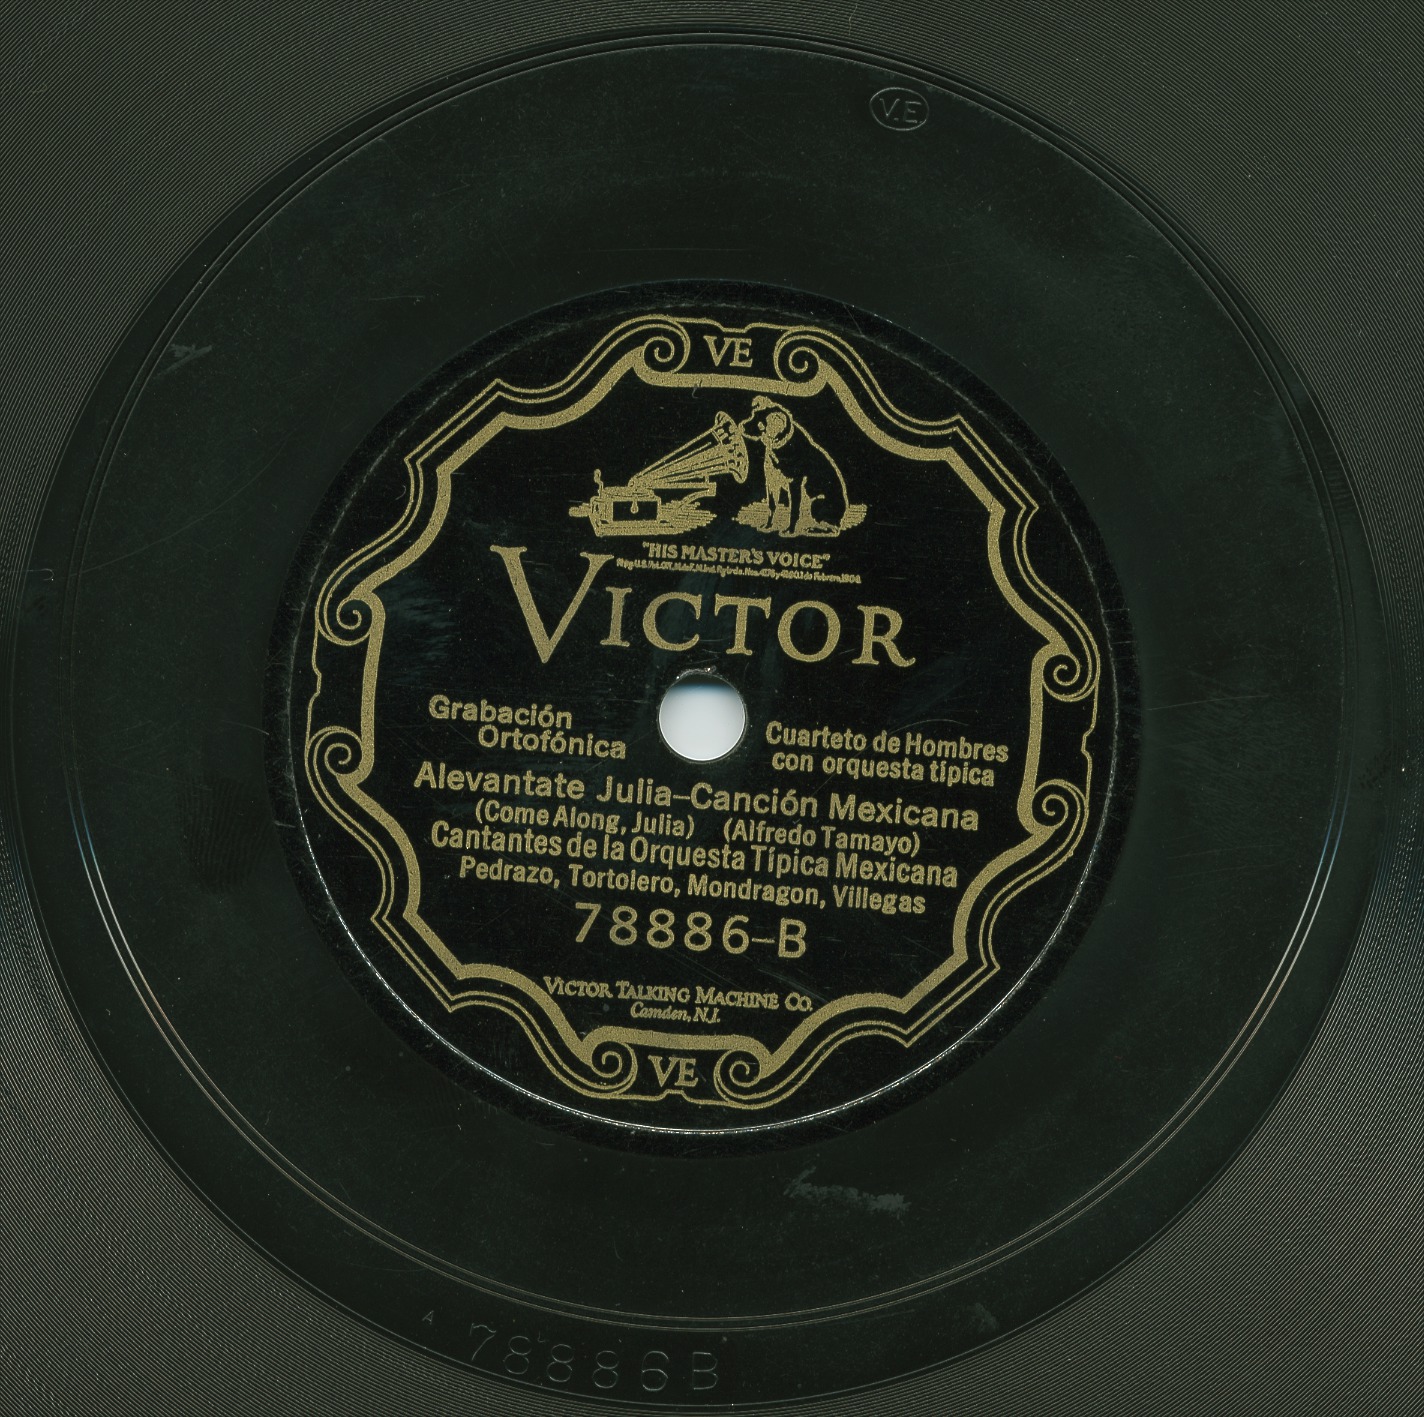 V.E.
VE
"HIS MASTER'S VOICE"
VICTOR
Grabación
Ortofónica
Cuarteto de Hombres
con orquesta típica
Alevantate Julia-Canción Mexicana
(Come Along, Julia) (Alfredo Tamayo)
Cantantes de la Orquesta Típica Mexicana
Pedrazo, Tortolero, Mondragon, Villegas
78886-B
VICTOR TALKING MACHINE CO.
Camden, N.J.
VE
A 78886B